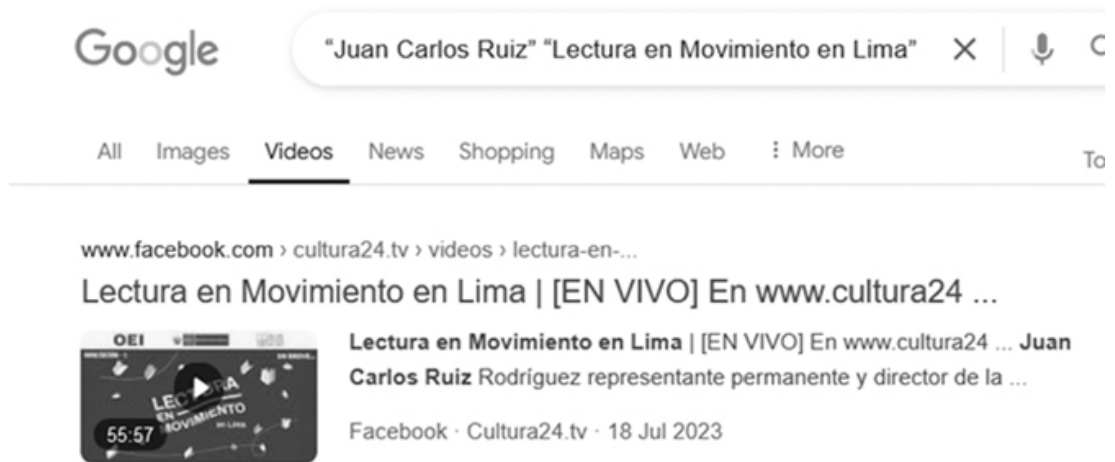 Google
“Juan Carlos Ruiz” “Lectura en Movimiento en Lima”
All Images Videos News Shopping Maps Web More
To
www.facebook.com › cultura24.tv › videos › lectura-en-...
Lectura en Movimiento en Lima | [EN VIVO] En www.cultura24 ...
OEI
LECTURA
EN
MOVIMIENTO
en Lima
55:57
Lectura en Movimiento en Lima | [EN VIVO] En www.cultura24 ... Juan
Carlos Ruiz Rodríguez representante permanente y director de la ...
Facebook · Cultura24.tv · 18 Jul 2023